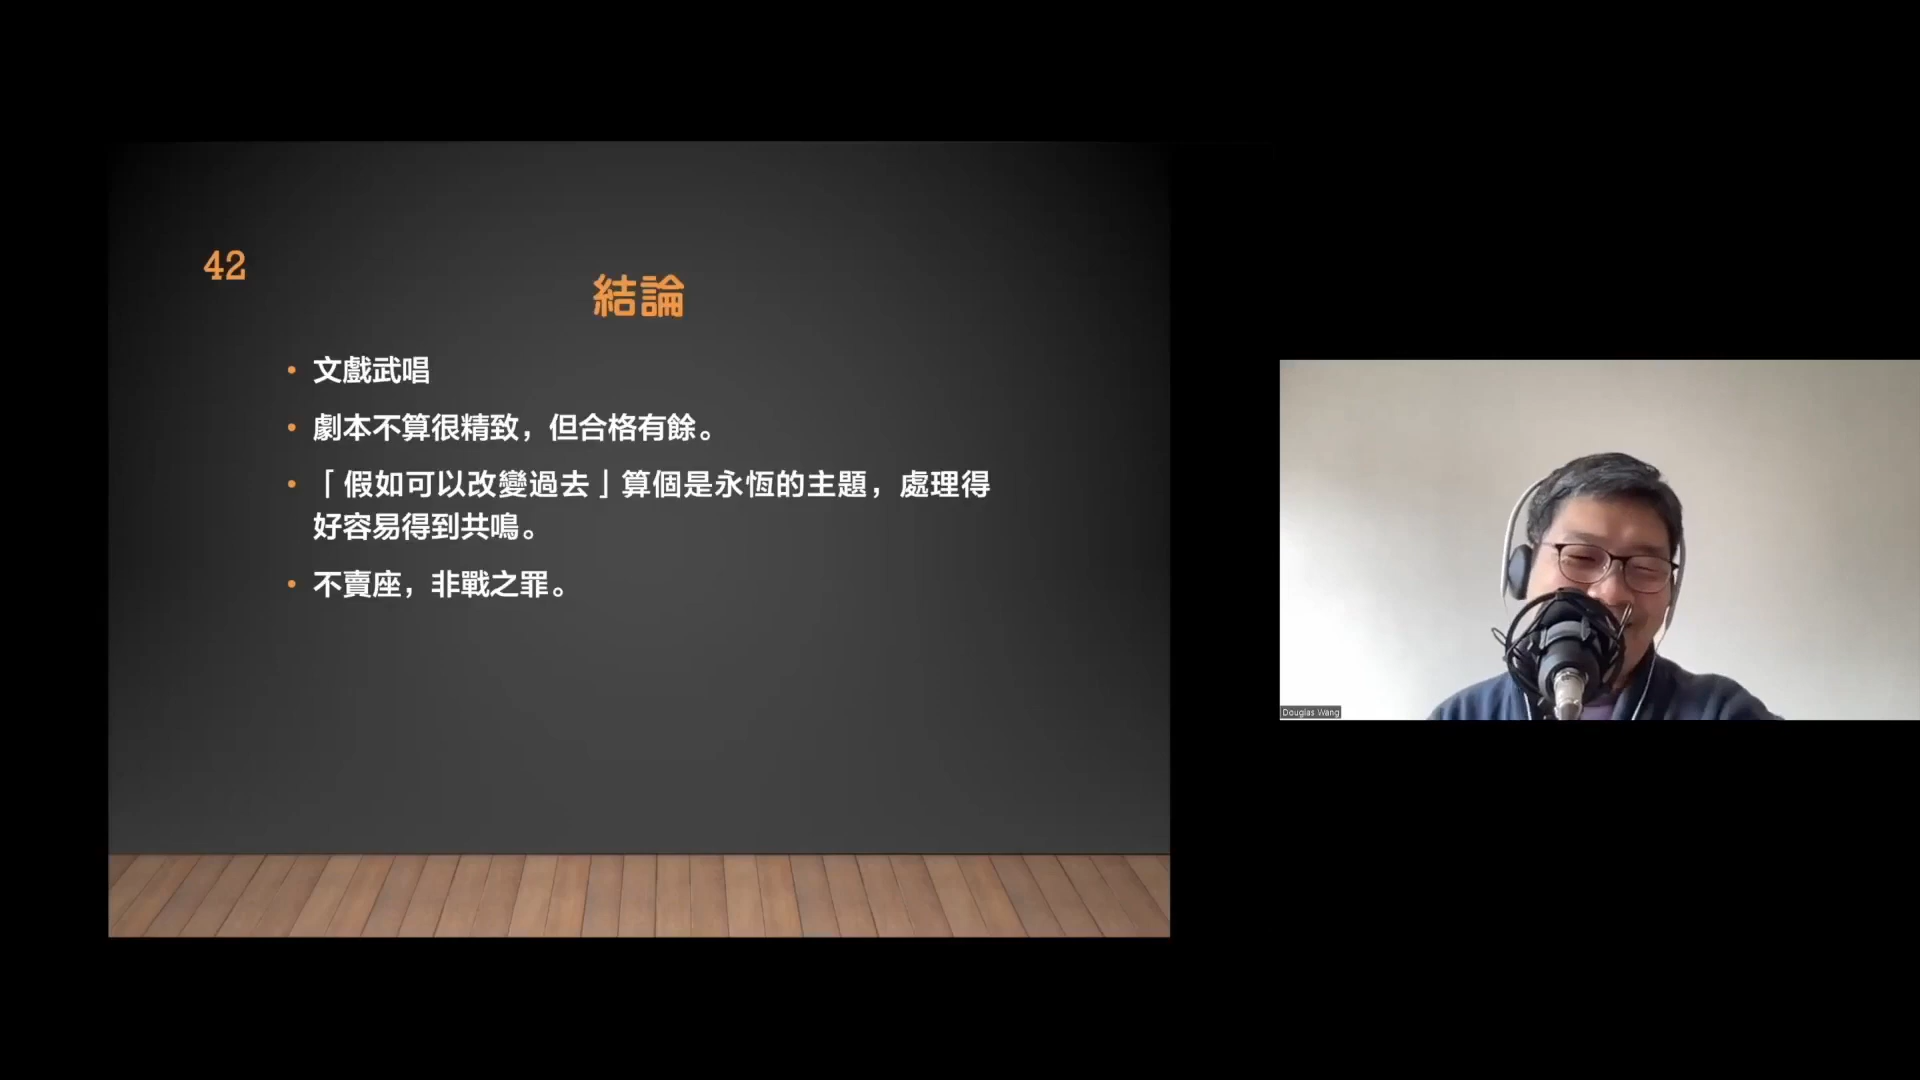 42
結論
• 文戲武唱
• 劇本不算很精致，但合格有餘。
• 「假如可以改變過去」算個是永恆的主題，處理得
好容易得到共鳴。
• 不賣座，非戰之罪。
Douglas Wang